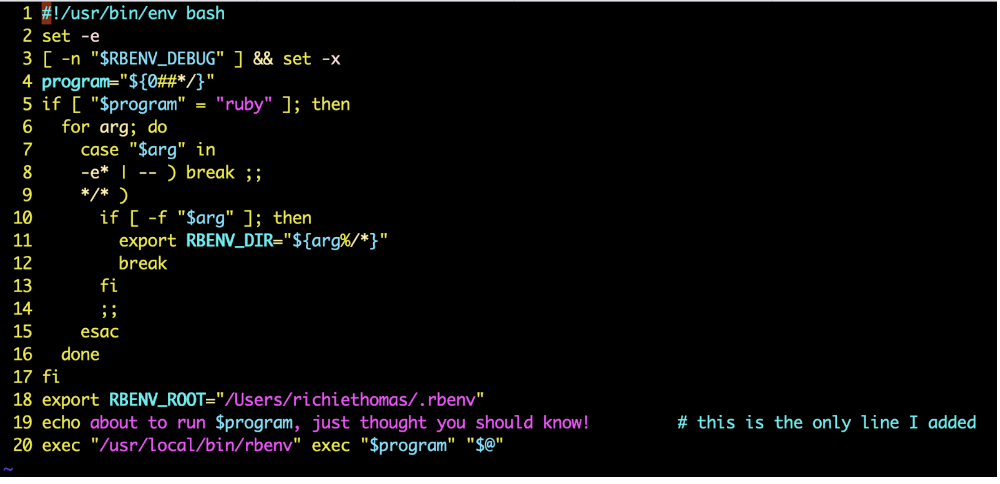 1 #!/usr/bin/env bash
2 set -e
3 [ -n "$RBENV_DEBUG" ] && set -x
4 program="${0##*/}"
5 if [ "$program" = "ruby" ]; then
6   for arg; do
7     case "$arg" in
8     -e* | -- ) break ;;
9     */* )
10       if [ -f "$arg" ]; then
11         export RBENV_DIR="${arg%/*}"
12         break
13       fi
14       ;;
15     esac
16   done
17 fi
18 export RBENV_ROOT="/Users/richiethomas/.rbenv"
19 echo about to run $program, just thought you should know!         # this is the only line I added
20 exec "/usr/local/bin/rbenv" exec "$program" "$@"
~